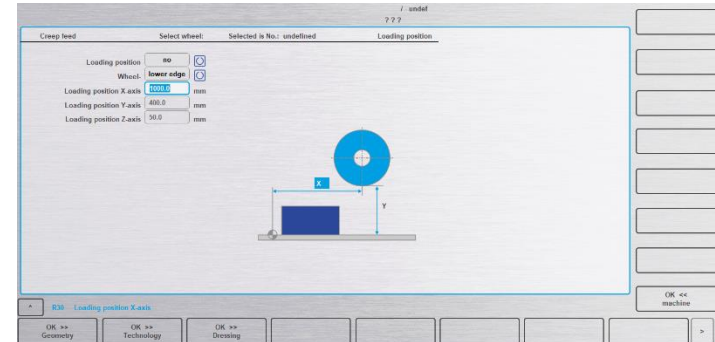 / undef
? ? ?
Creep feed Select wheel: Selected is No.: undefined Loading position
Loading position no
Wheel- lower edge
Loading position X-axis 1000.0 mm
Loading position Y-axis 400.0 mm
Loading position Z-axis 50.0 mm
X
Y
OK <<
machine
^ R30 Loading position X-axis
OK >> Geometry
OK >> Technology
OK >> Dressing
>